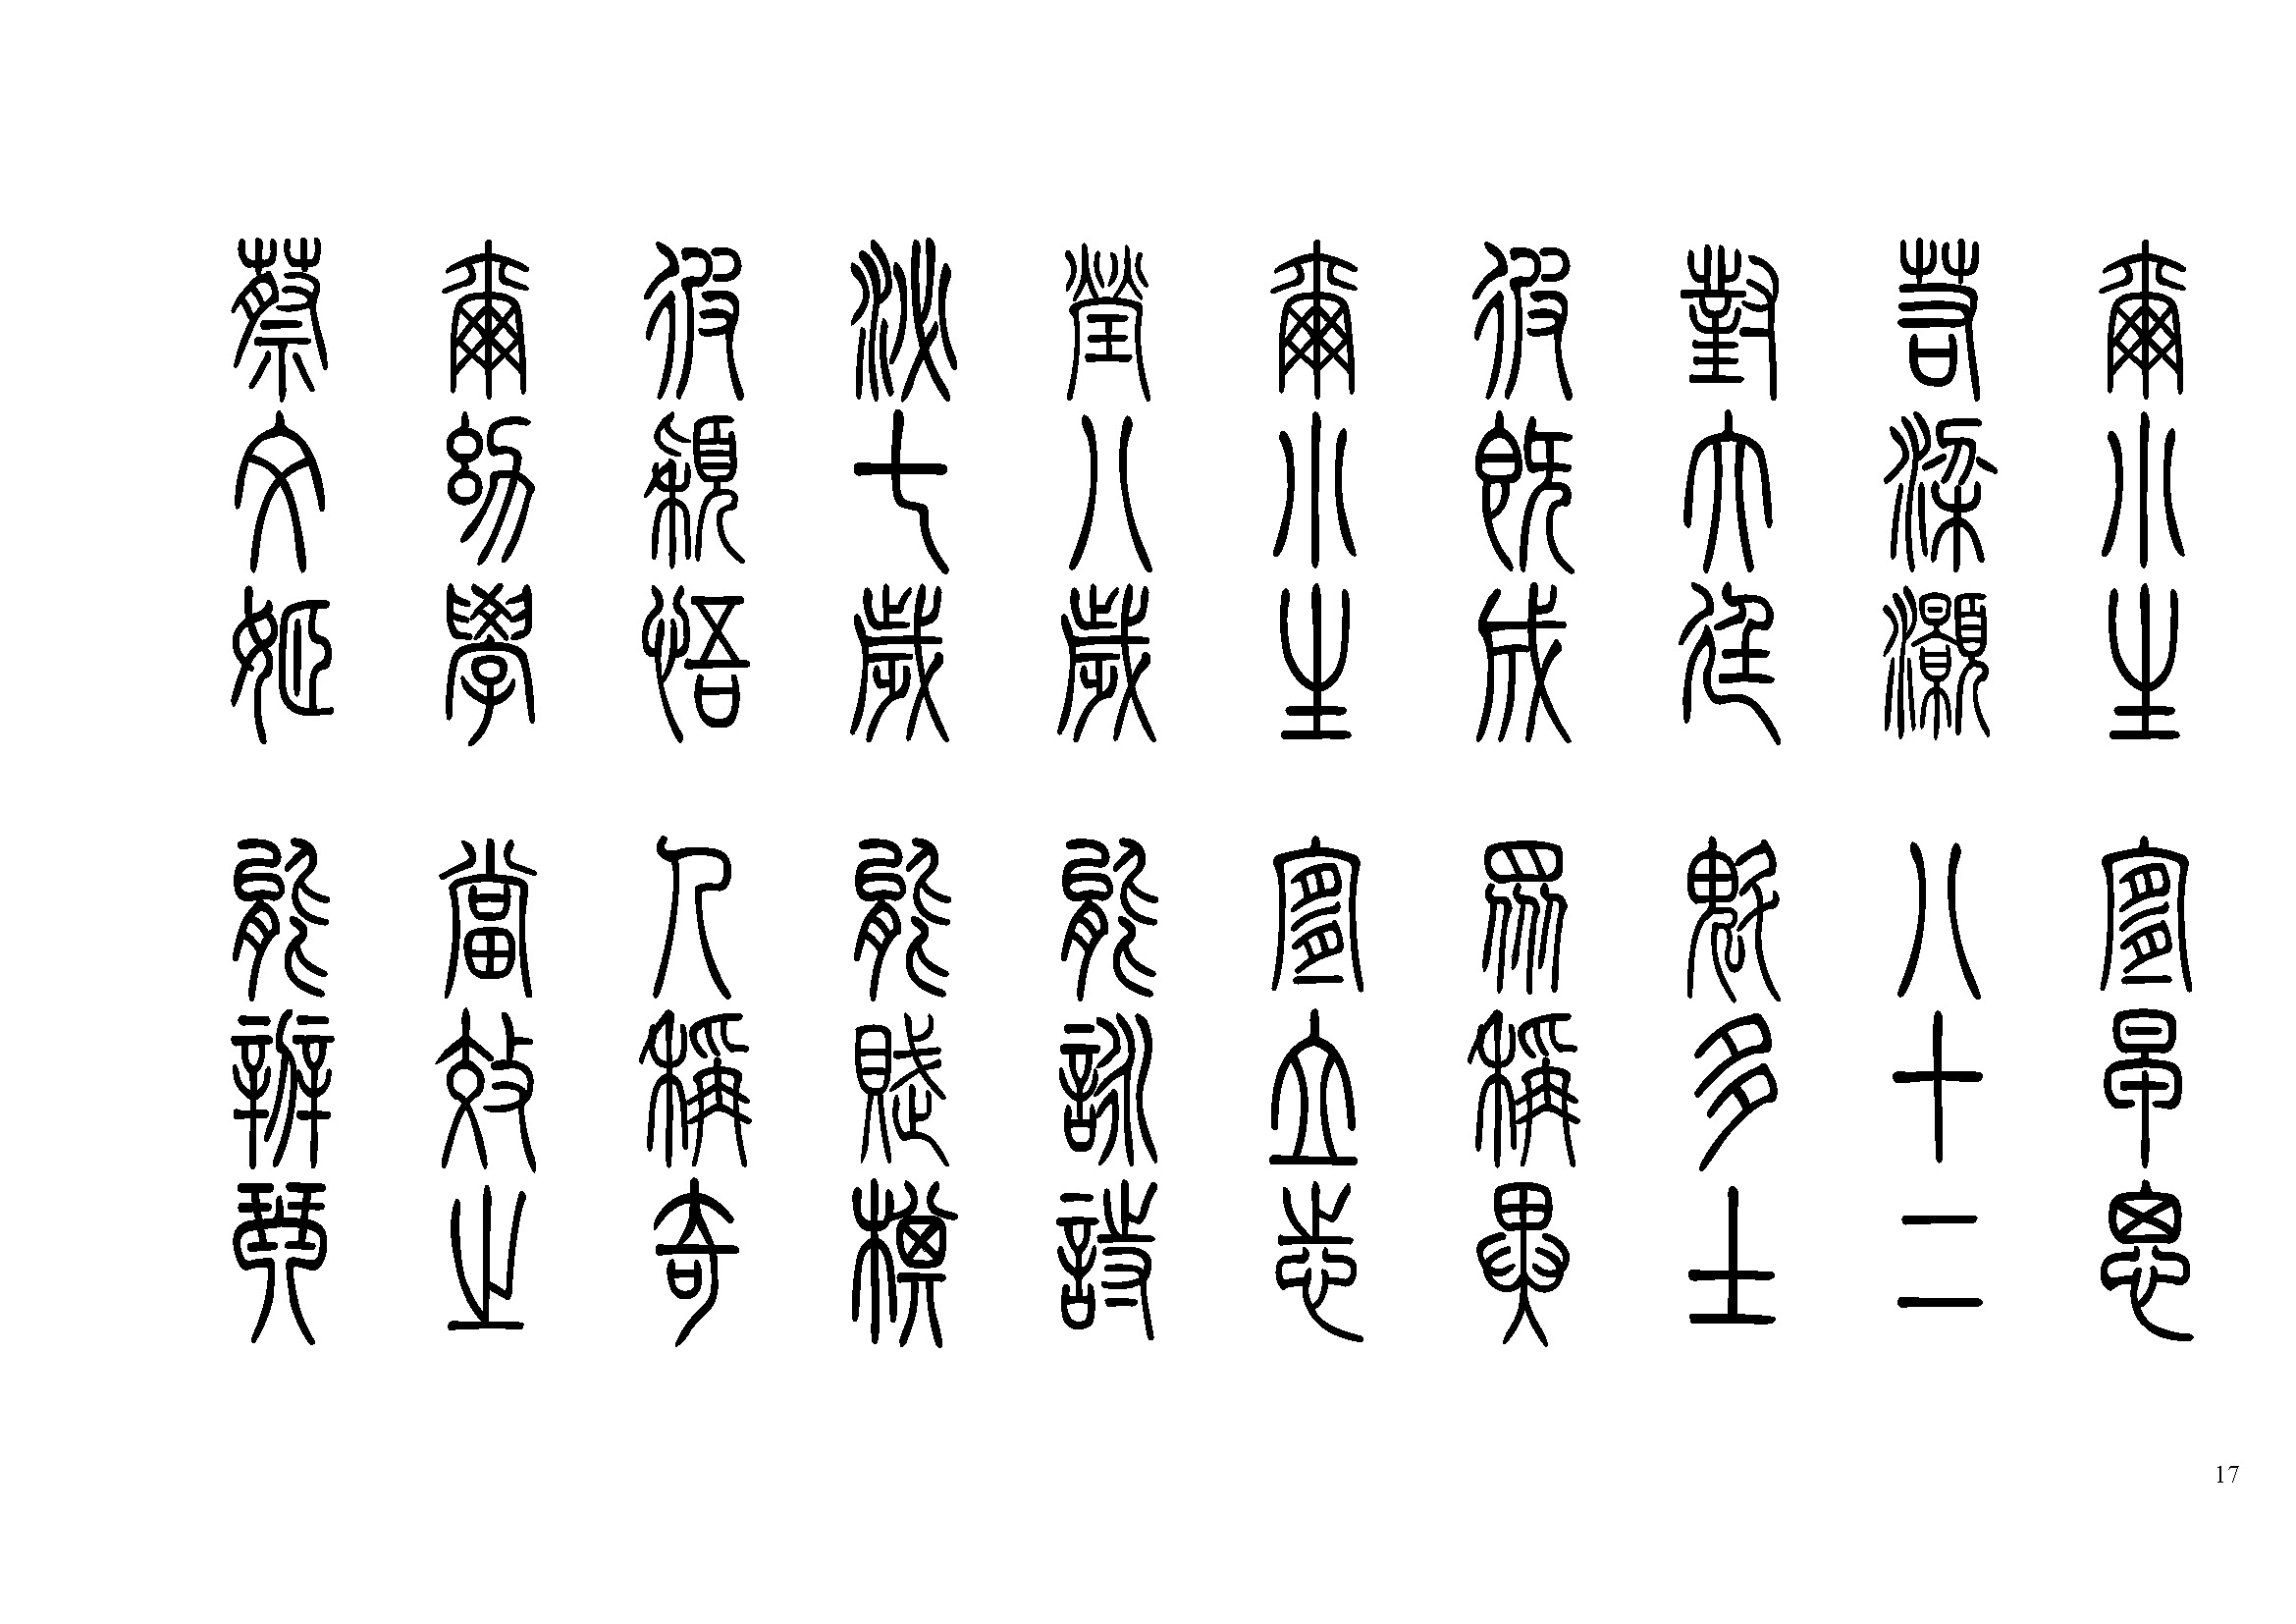 爾小生 宜早思
若梁灝 八十二
對大廷 魁多士
彼既成 眾稱異
爾小生 宜立志
瑩八歲 能詠詩
泌七歲 能賦棋
彼穎悟 人稱奇
爾幼學 當效之
蔡文姬 能辨琴
17